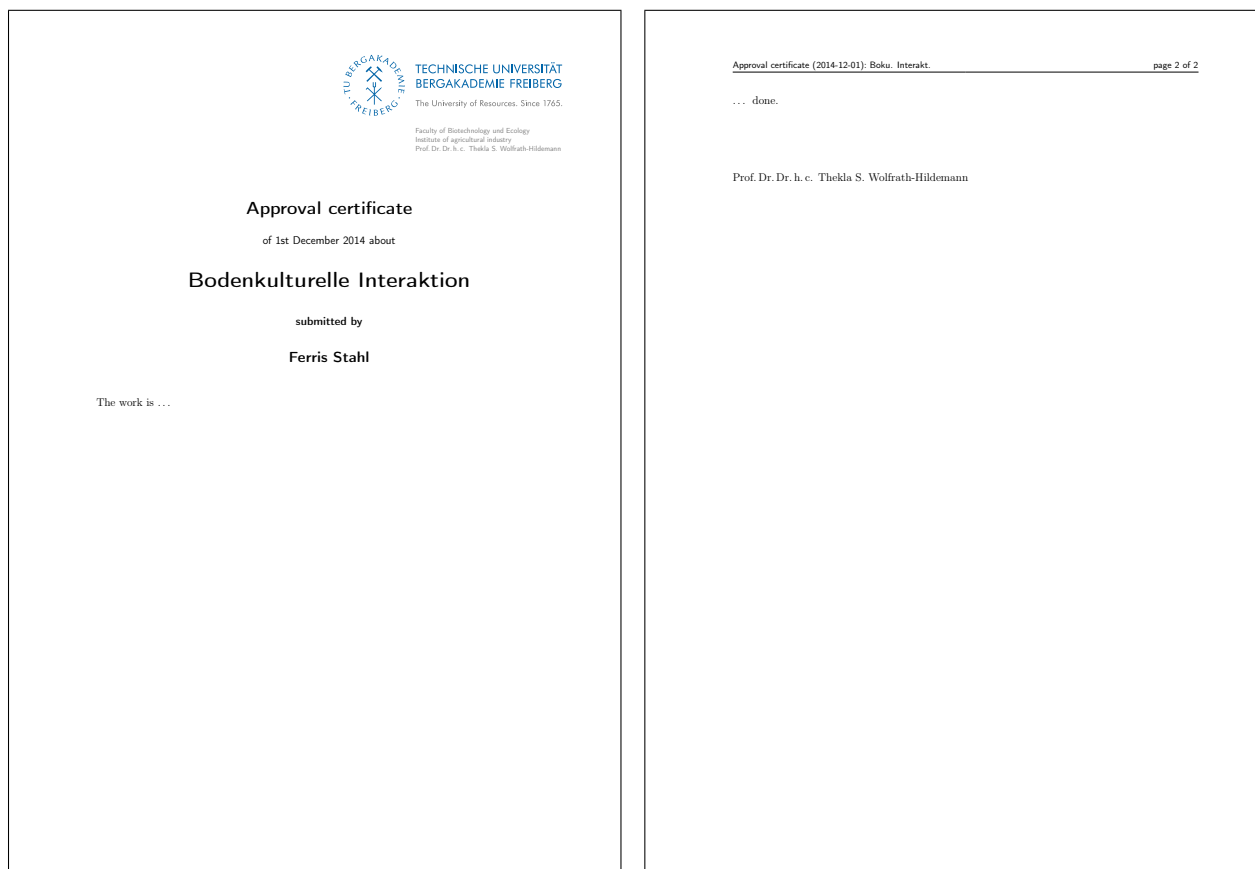 TU BERGAKADEMIE
· FREIBERG ·
TECHNISCHE UNIVERSITÄT
BERGAKADEMIE FREIBERG
The University of Resources. Since 1765.
Faculty of Biotechnology und Ecology
Institute of agricultural industry
Prof. Dr. Dr. h. c. Thekla S. Wolfrath-Hildemann
Approval certificate
of 1st December 2014 about
Bodenkulturelle Interaktion
submitted by
Ferris Stahl
The work is ...
Approval certificate (2014-12-01): Boku. Interakt. page 2 of 2
... done.
Prof. Dr. Dr. h. c. Thekla S. Wolfrath-Hildemann